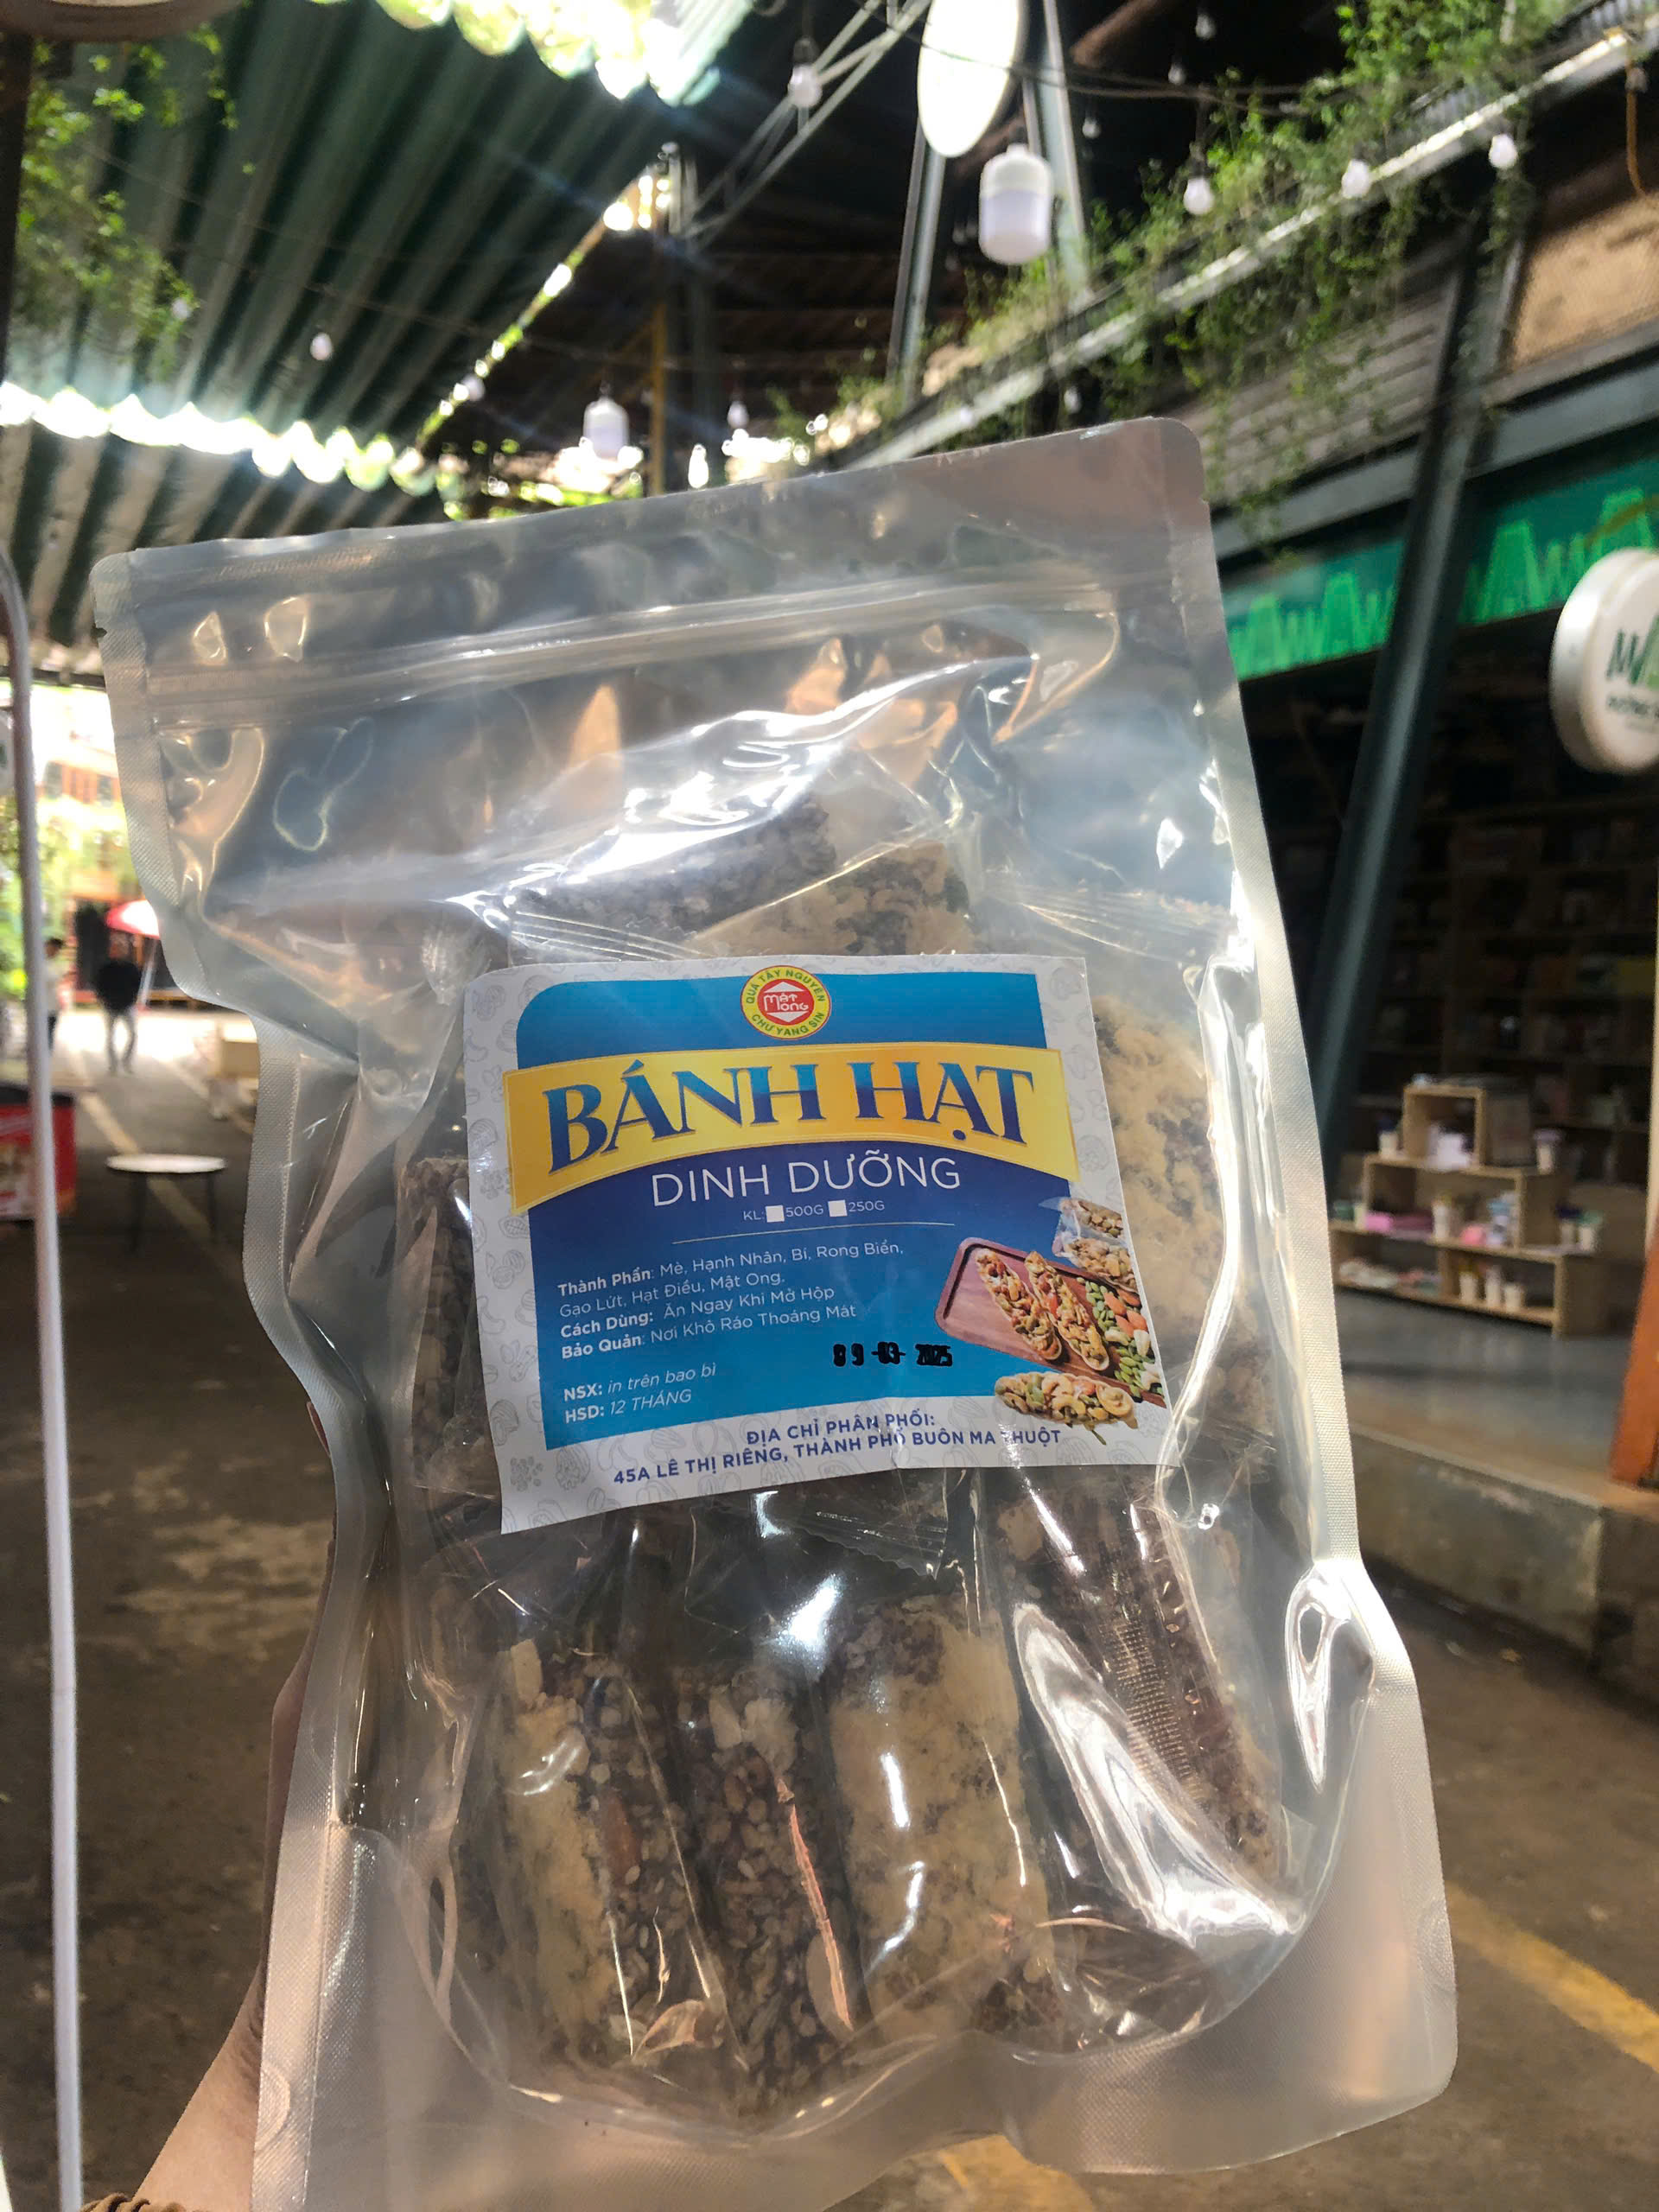 QUÀ TÂY NGUYÊN
Mật
ong
CHƯ YANG SIN
BÁNH HẠT
DINH DƯỠNG
KL: 500G 250G
Thành Phần: Mè, Hạnh Nhân, Bí, Rong Biển,
Gạo Lứt, Hạt Điều, Mật Ong.
Cách Dùng: Ăn Ngay Khi Mở Hộp
Bảo Quản: Nơi Khô Ráo Thoáng Mát
09-03-2025
NSX: in trên bao bì
HSD: 12 THÁNG
ĐỊA CHỈ PHÂN PHỐI:
45A LÊ THỊ RIÊNG, THÀNH PHỐ BUÔN MA THUỘT